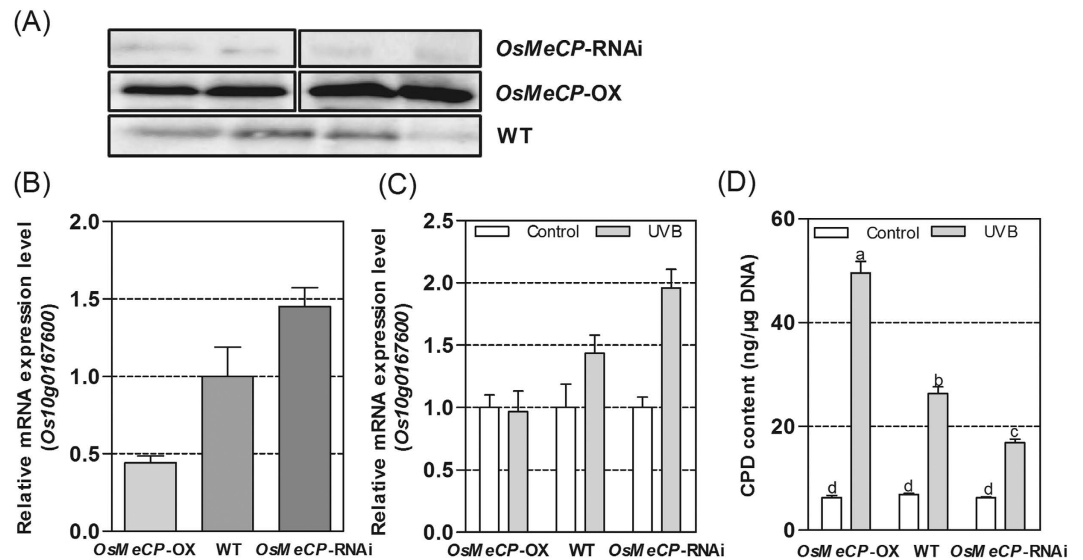 (A)
OsMeCP-RNAi
OsMeCP-OX
WT
(B)
Relative mRNA expression level
(Os10g0167600)
2.0
1.5
1.0
0.5
0.0
OsMeCP-OX WT OsMeCP-RNAi
(C)
Relative mRNA expression level
(Os10g0167600)
Control UVB
2.5
2.0
1.5
1.0
0.5
0.0
OsMeCP-OX WT OsMeCP-RNAi
(D)
CPD content (ng/μg DNA)
Control UVB
60
40
20
0
d a d b d c
OsMeCP-OX WT OsMeCP-RNAi